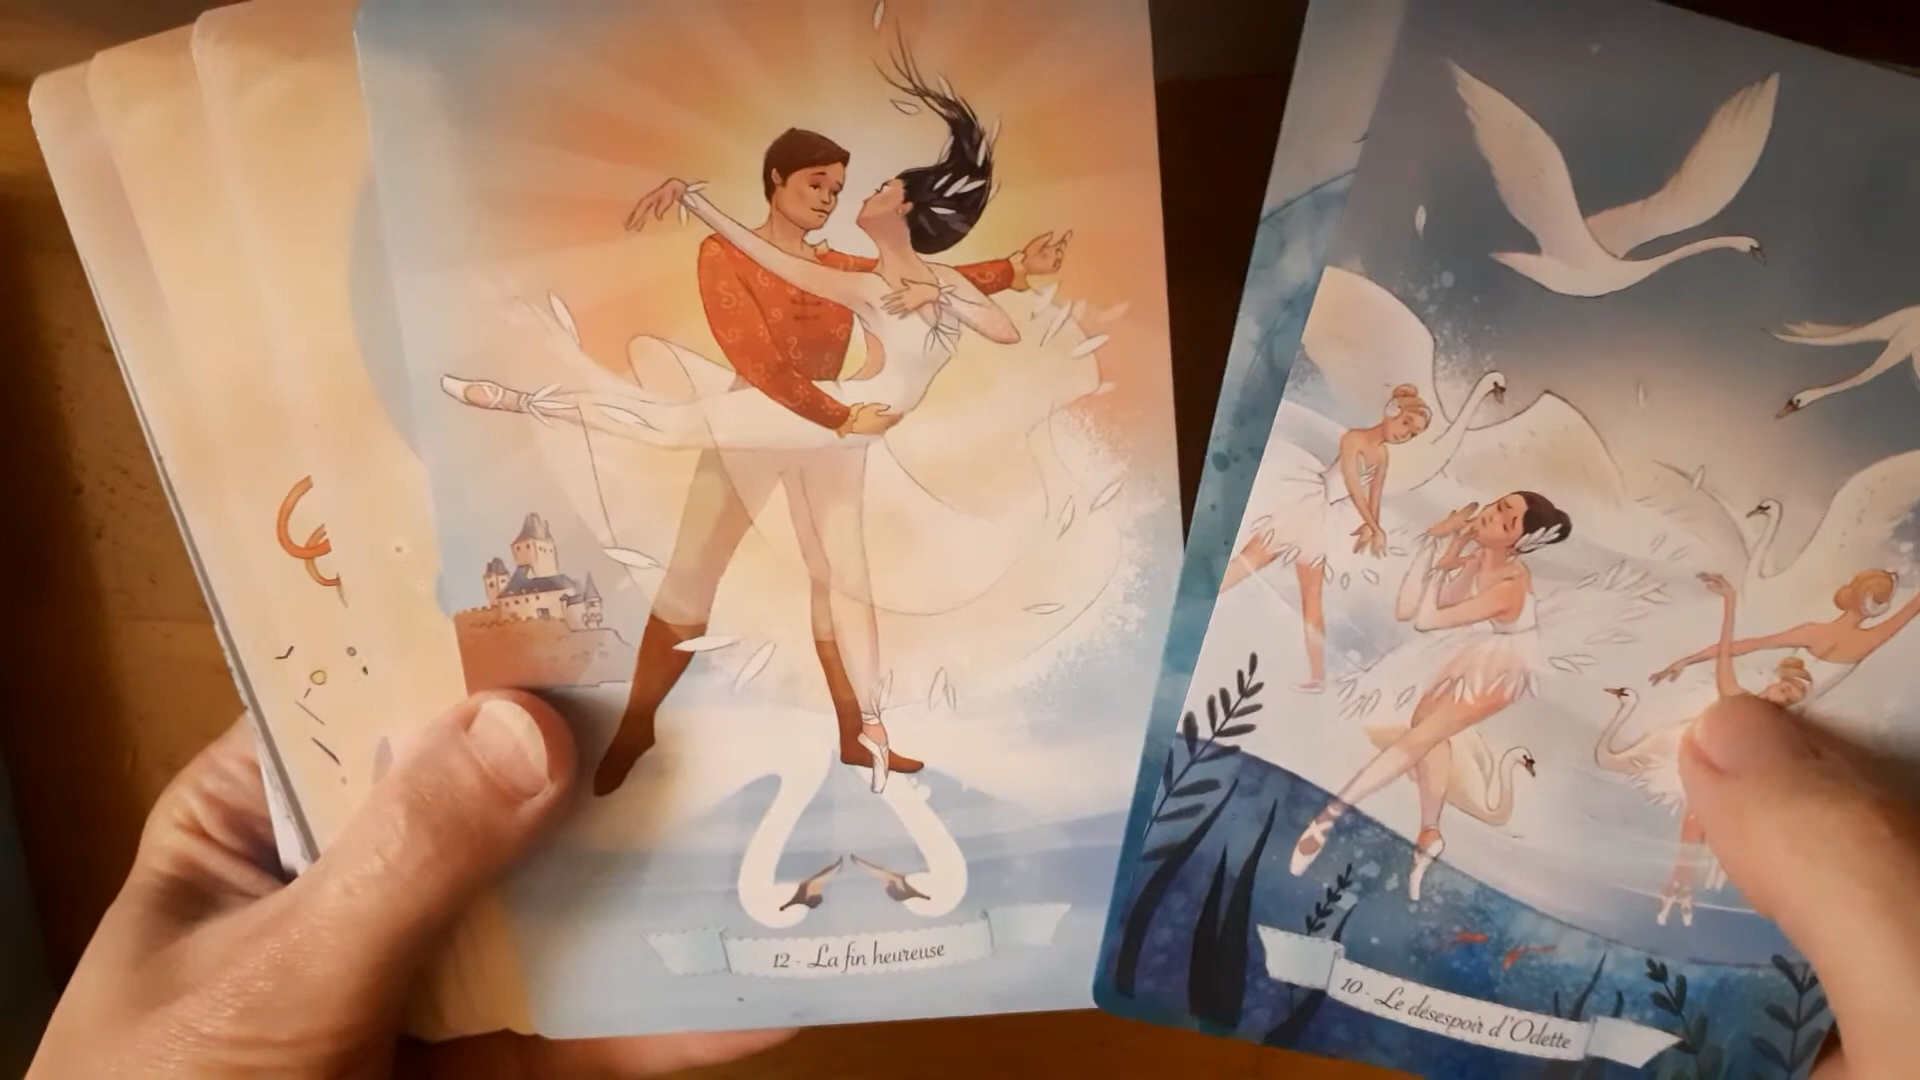 12 - La fin heureuse
10 - Le désespoir d'Odette